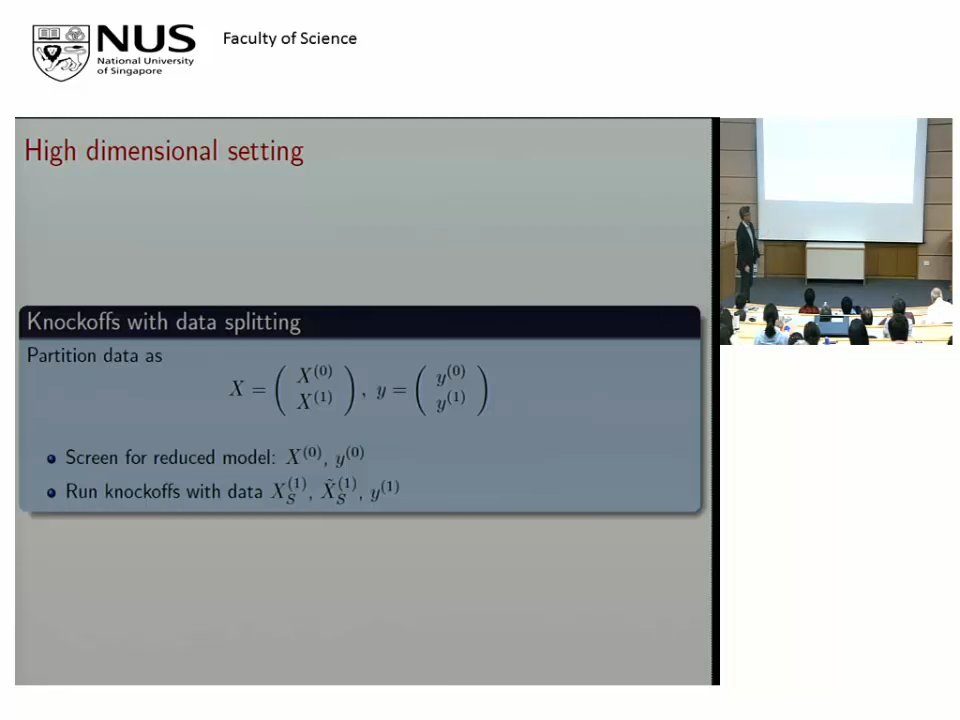 NUS
National University
of Singapore
Faculty of Science
High dimensional setting
Knockoffs with data splitting
Partition data as
X = ( X^(0) X^(1) ), y = ( y^(0) y^(1) )
Screen for reduced model: X^(0), y^(0)
Run knockoffs with data X_S^(1), X̃_S^(1), y^(1)